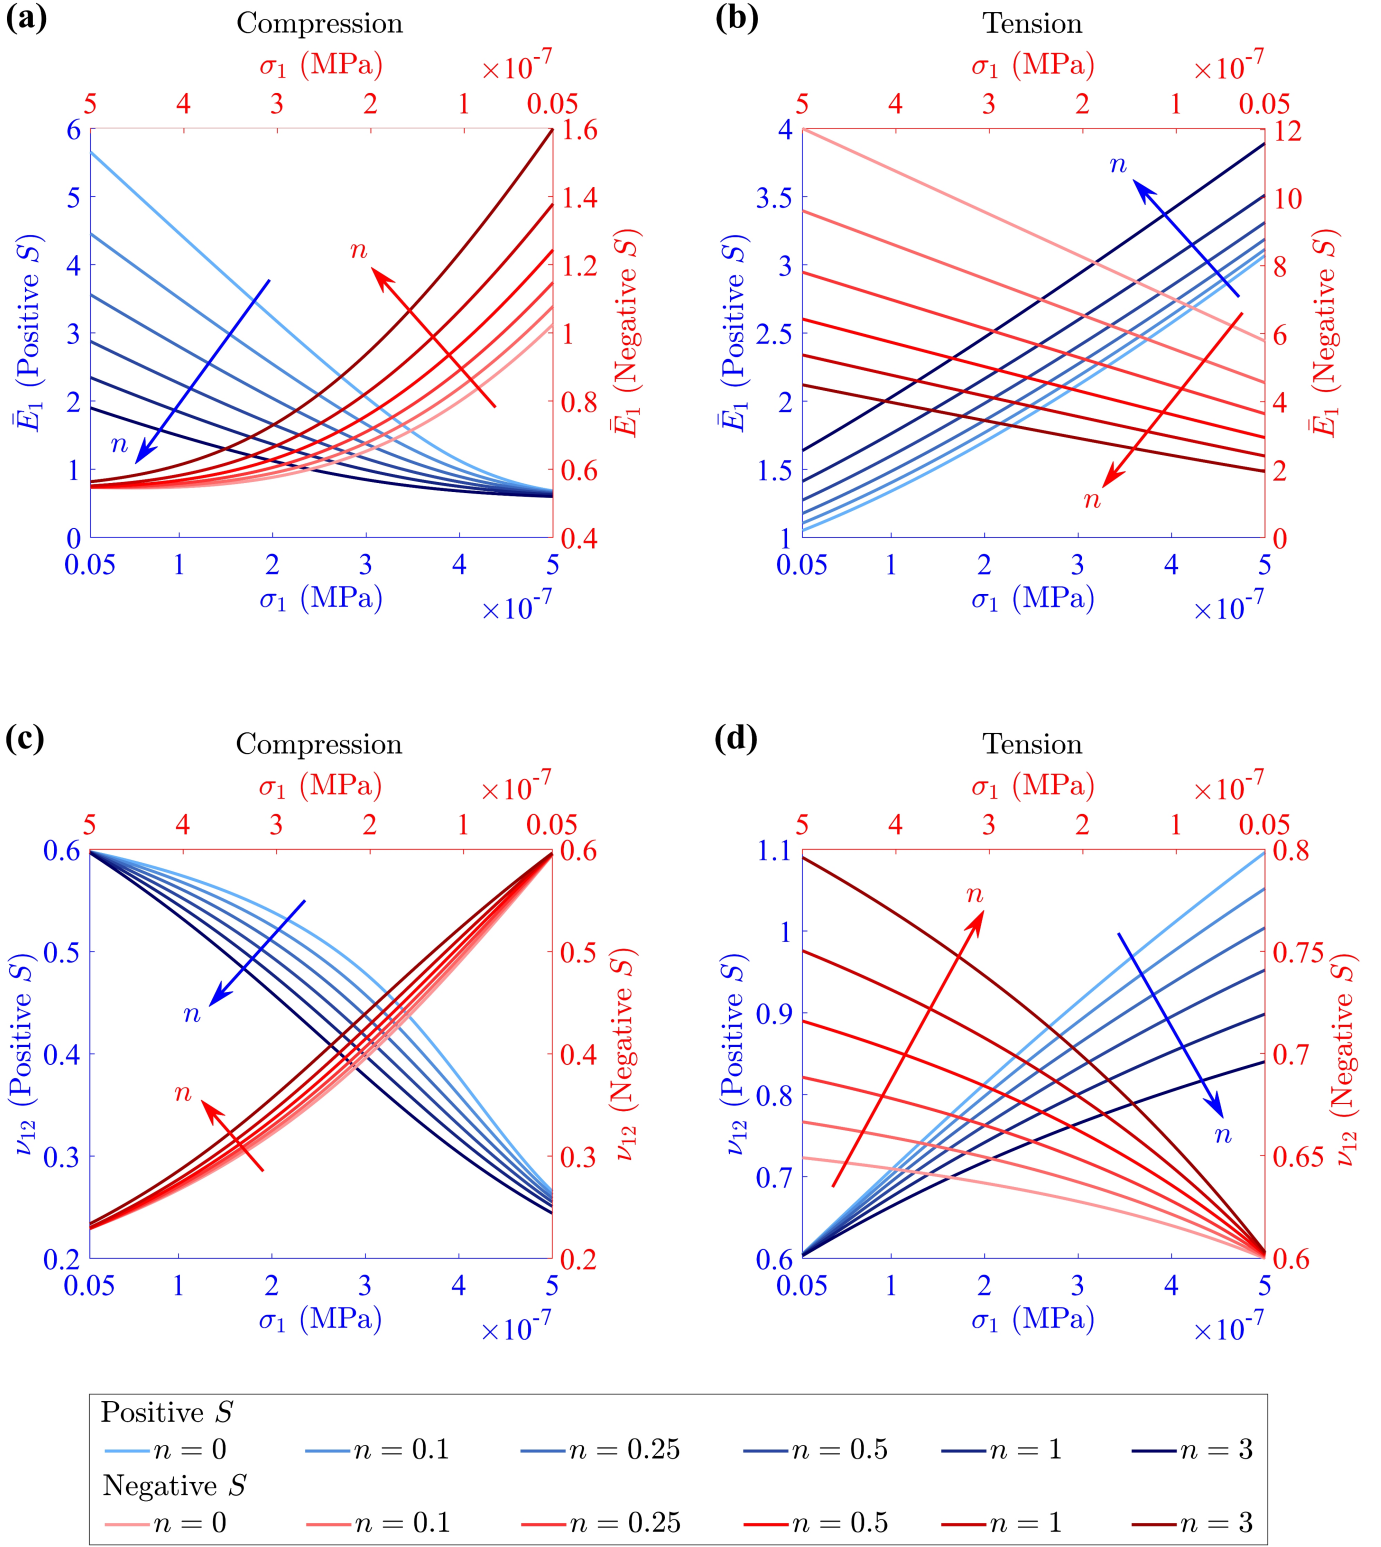 (a) Compression
σ₁ (MPa) ×10⁻⁷
5 4 3 2 1 0.05
Ē₁ (Positive S)
6
5
4
3
2
1
0
Ē₁ (Negative S)
1.6
1.4
1.2
1
0.8
0.6
0.4
n
n
0.05 1 2 3 4 5
σ₁ (MPa) ×10⁻⁷
(b) Tension
σ₁ (MPa) ×10⁻⁷
5 4 3 2 1 0.05
Ē₁ (Positive S)
4
3.5
3
2.5
2
1.5
1
Ē₁ (Negative S)
12
10
8
6
4
2
0
n
n
0.05 1 2 3 4 5
σ₁ (MPa) ×10⁻⁷
(c) Compression
σ₁ (MPa) ×10⁻⁷
5 4 3 2 1 0.05
ν₁₂ (Positive S)
0.6
0.5
0.4
0.3
0.2
ν₁₂ (Negative S)
0.6
0.5
0.4
0.3
0.2
n
n
0.05 1 2 3 4 5
σ₁ (MPa) ×10⁻⁷
(d) Tension
σ₁ (MPa) ×10⁻⁷
5 4 3 2 1 0.05
ν₁₂ (Positive S)
1.1
1
0.9
0.8
0.7
0.6
ν₁₂ (Negative S)
0.8
0.75
0.7
0.65
0.6
n
n
0.05 1 2 3 4 5
σ₁ (MPa) ×10⁻⁷
Positive S
n = 0 n = 0.1 n = 0.25 n = 0.5 n = 1 n = 3
Negative S
n = 0 n = 0.1 n = 0.25 n = 0.5 n = 1 n = 3